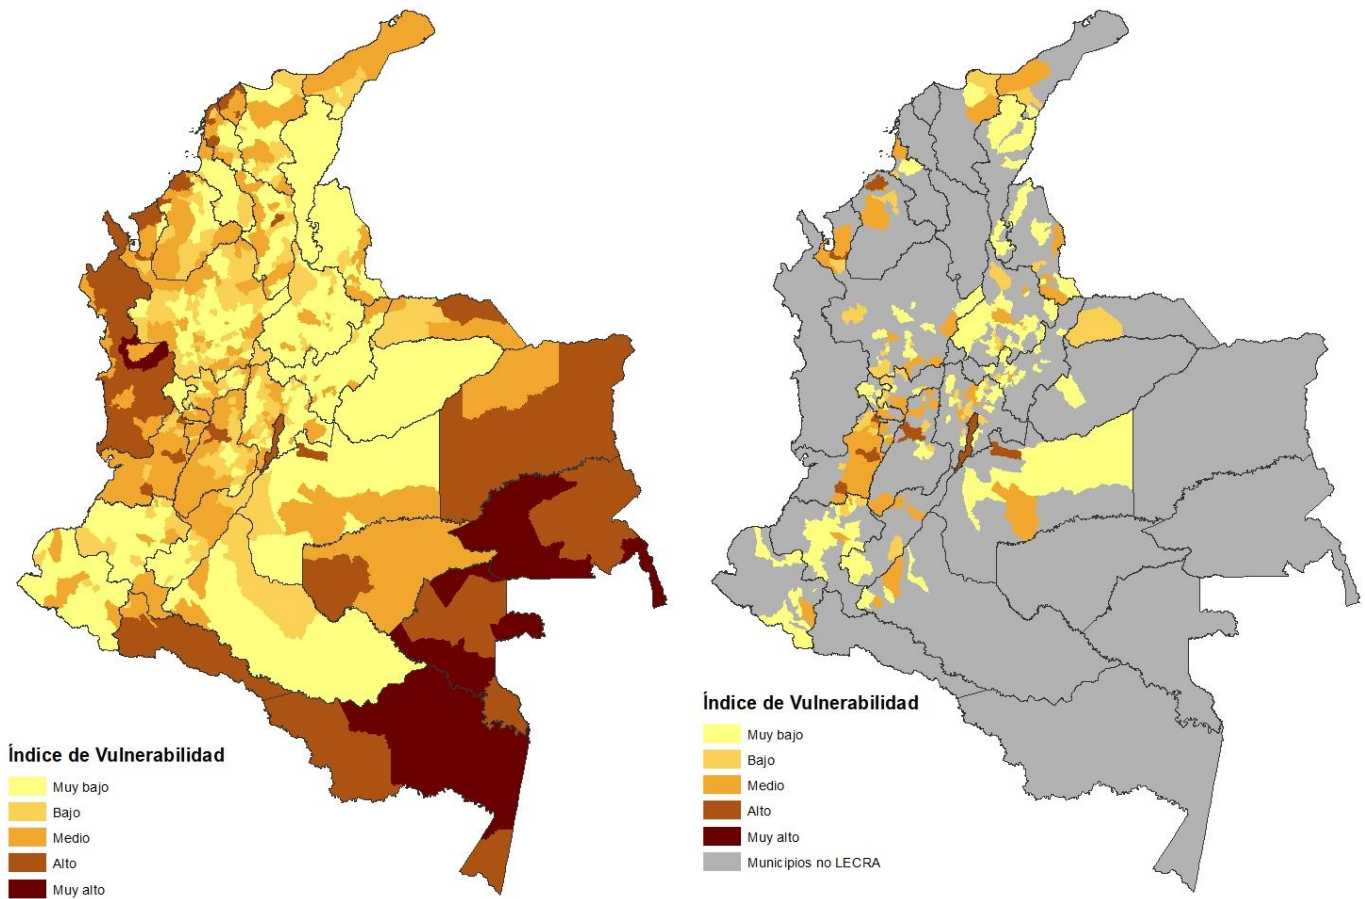 Índice de Vulnerabilidad
Muy bajo
Bajo
Medio
Alto
Muy alto
Índice de Vulnerabilidad
Muy bajo
Bajo
Medio
Alto
Muy alto
Municipios no LECRA